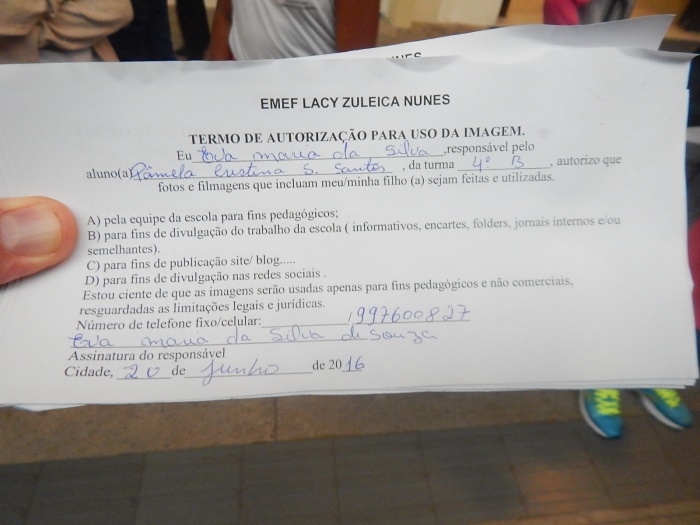 NUNES
EMEF LACY ZULEICA NUNES
TERMO DE AUTORIZAÇÃO PARA USO DA IMAGEM.
Eu Eva maria da Silva ,responsável pelo
aluno(a) Pâmela Cristina S. Santos , da turma 4º B , autorizo que
fotos e filmagens que incluam meu/minha filho (a) sejam feitas e utilizadas.
A) pela equipe da escola para fins pedagógicos;
B) para fins de divulgação do trabalho da escola ( informativos, encartes, folders, jornais internos e/ou
semelhantes).
C) para fins de publicação site/ blog.....
D) para fins de divulgação nas redes sociais .
Estou ciente de que as imagens serão usadas apenas para fins pedagógicos e não comerciais,
resguardadas as limitações legais e jurídicas.
Número de telefone fixo/celular: / 997600827
Eva maria da Silva de Souza
Assinatura do responsável
Cidade, 20 de Junho de 2016